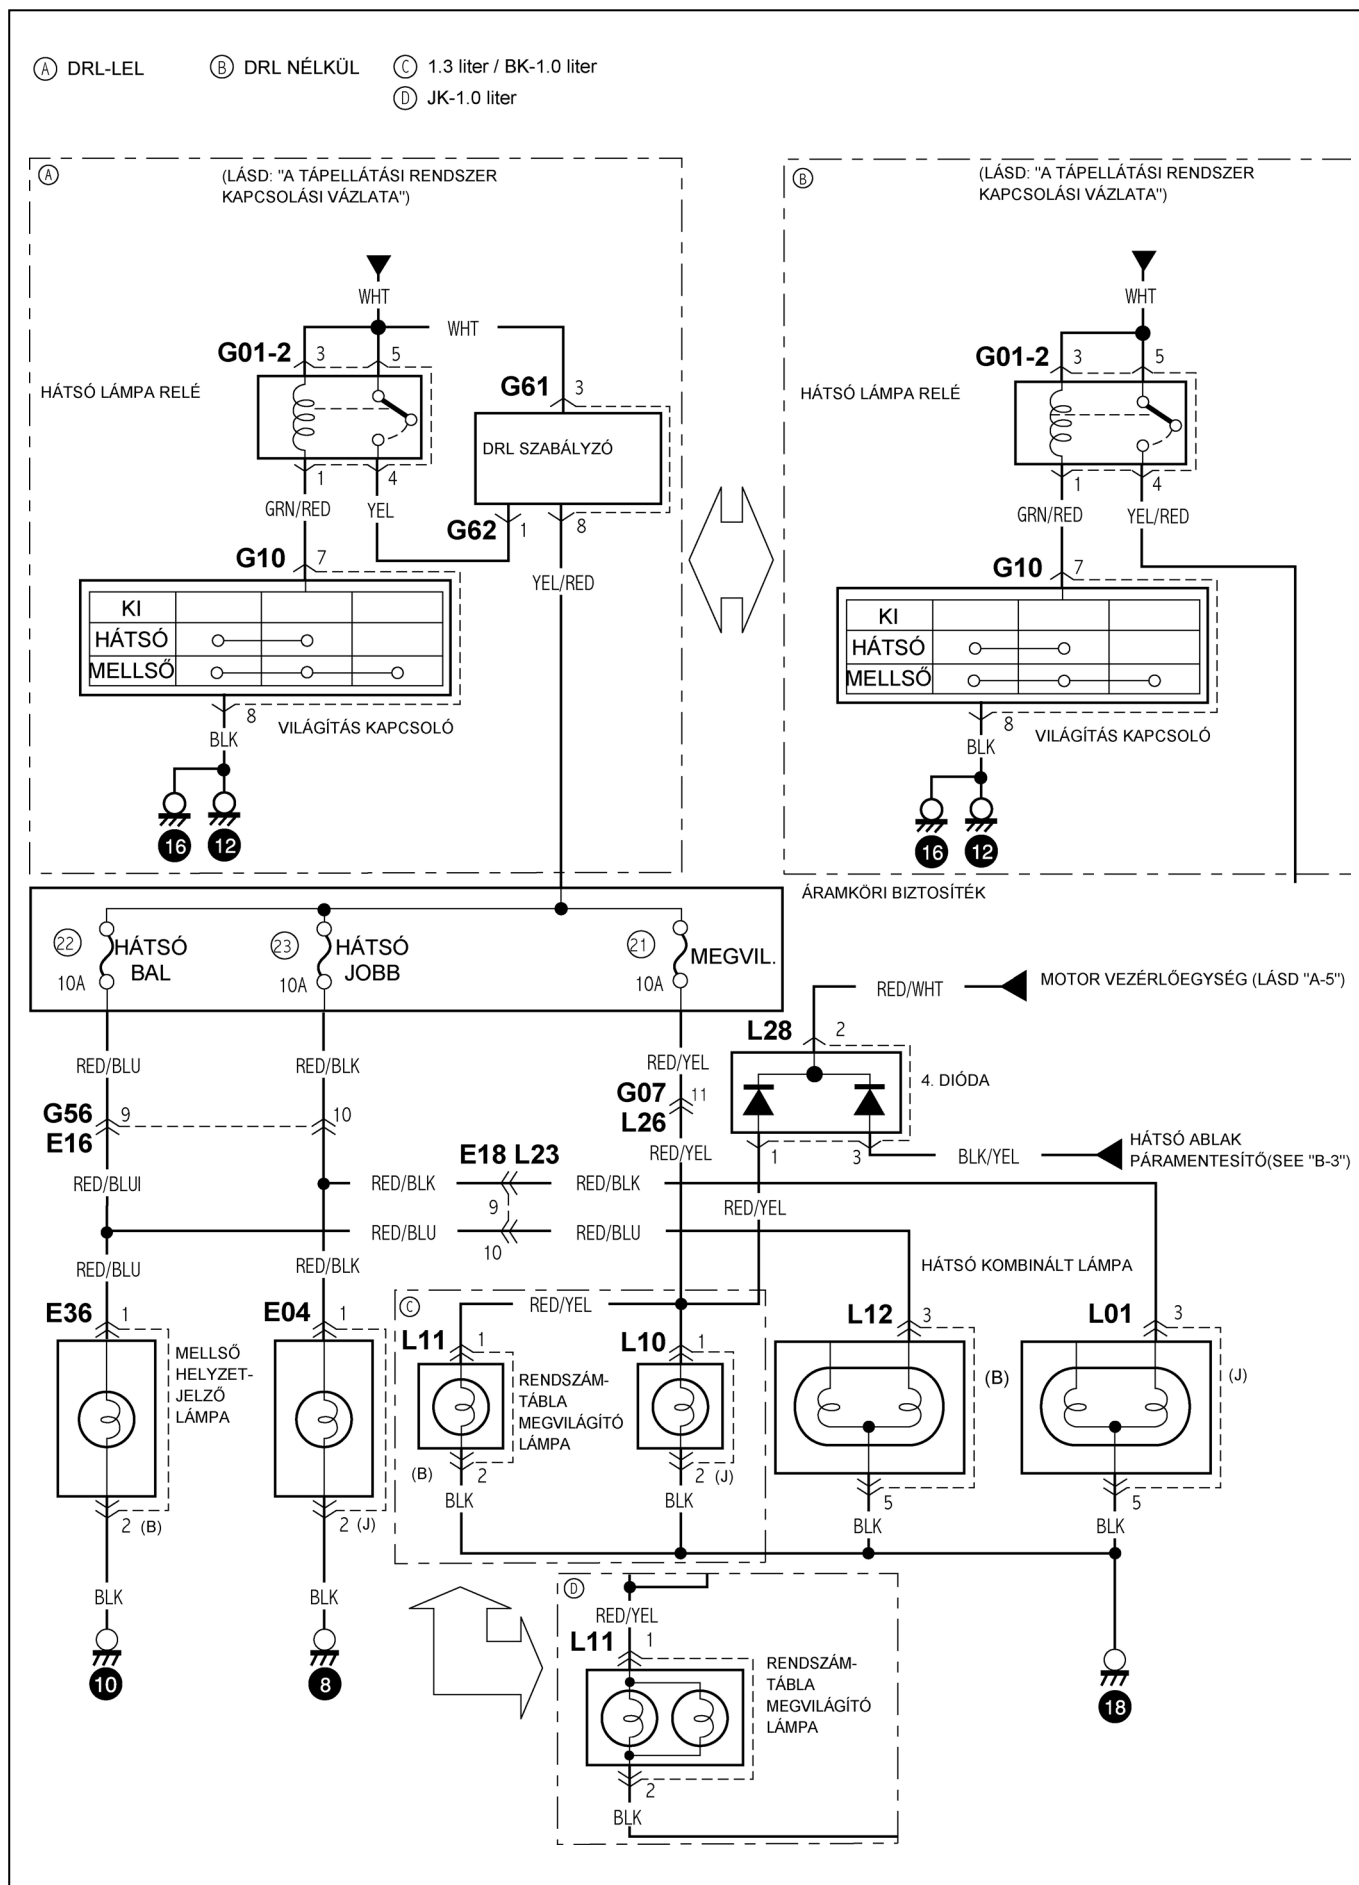 A DRL-LEL
B DRL NÉLKÜL
C 1.3 liter / BK-1.0 liter
D JK-1.0 liter
A
(LÁSD: "A TÁPELLÁTÁSI RENDSZER
KAPCSOLÁSI VÁZLATA")
WHT
WHT
G01-2 3 5
HÁTSÓ LÁMPA RELÉ
G61 3
DRL SZABÁLYZÓ
1 4
GRN/RED YEL
G62 1 8
G10 7
YEL/RED
KI
HÁTSÓ
MELLSŐ
8
VILÁGÍTÁS KAPCSOLÓ
BLK
16 12
B
(LÁSD: "A TÁPELLÁTÁSI RENDSZER
KAPCSOLÁSI VÁZLATA")
WHT
G01-2 3 5
HÁTSÓ LÁMPA RELÉ
1 4
GRN/RED YEL/RED
G10 7
KI
HÁTSÓ
MELLSŐ
8
VILÁGÍTÁS KAPCSOLÓ
BLK
16 12
ÁRAMKÖRI BIZTOSÍTÉK
22 HÁTSÓ
BAL
10A
23 HÁTSÓ
JOBB
10A
21 MEGVIL.
10A
RED/WHT
MOTOR VEZÉRLŐEGYSÉG (LÁSD "A-5")
L28 2
4. DIÓDA
1 3
BLK/YEL
HÁTSÓ ABLAK
PÁRAMENTESÍTŐ(SEE "B-3")
RED/BLU RED/BLK RED/YEL
G07 11
L26
G56 9 10
E16
RED/YEL
E18 L23
RED/BLUI
RED/BLK RED/BLK
9
RED/YEL
RED/BLU RED/BLU
10
RED/BLU RED/BLK
HÁTSÓ KOMBINÁLT LÁMPA
E36 1
MELLSŐ
HELYZET-
JELZŐ
LÁMPA
2 (B)
BLK
10
E04 1
2 (J)
BLK
8
C
RED/YEL
L11 1
RENDSZÁM-
TÁBLA
MEGVILÁGÍTÓ
LÁMPA
(B) 2
BLK
L10 1
2 (J)
BLK
L12 3
(B)
5
BLK
L01 3
(J)
5
BLK
18
D
RED/YEL
L11 1
RENDSZÁM-
TÁBLA
MEGVILÁGÍTÓ
LÁMPA
2
BLK